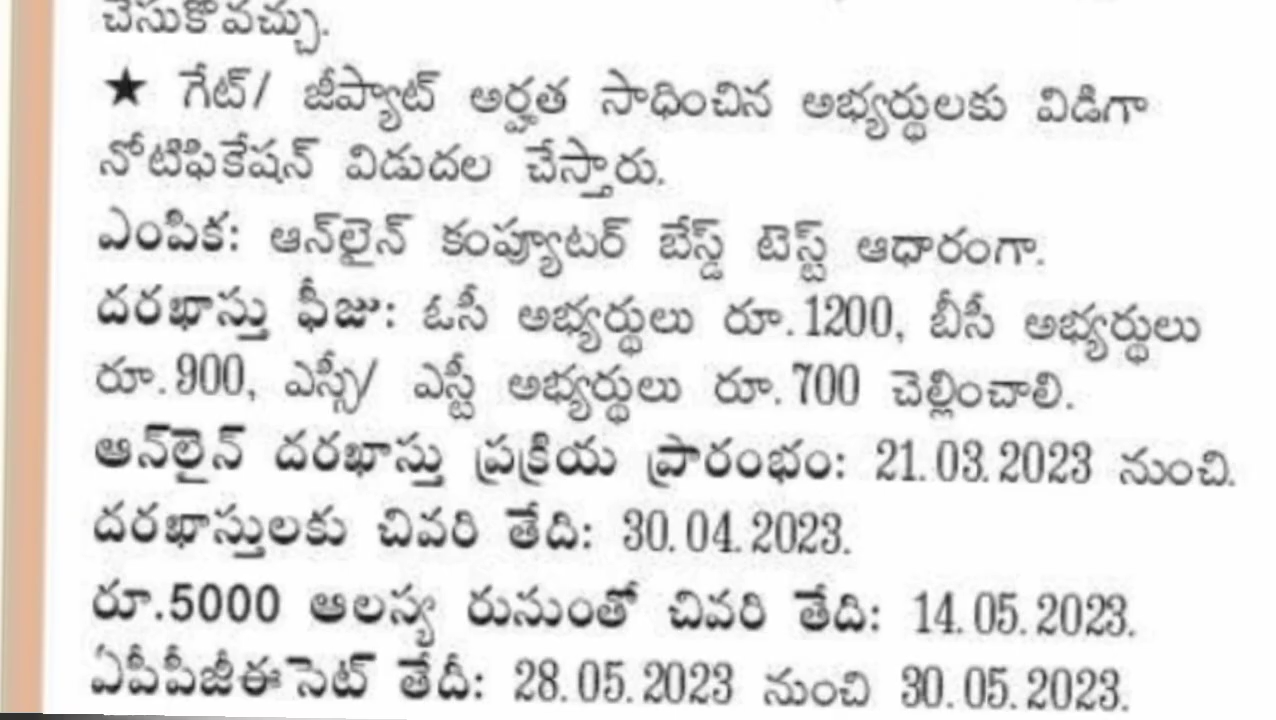 చేసుకోవచ్చు.
★ గేట్/ జీప్యాట్ అర్హత సాధించిన అభ్యర్థులకు విడిగా
నోటిఫికేషన్ విడుదల చేస్తారు.
ఎంపిక: ఆన్‌లైన్ కంప్యూటర్ బేస్డ్ టెస్ట్ ఆధారంగా.
దరఖాస్తు ఫీజు: ఓసీ అభ్యర్థులు రూ.1200, బీసీ అభ్యర్థులు
రూ.900, ఎస్సీ/ ఎస్టీ అభ్యర్థులు రూ.700 చెల్లించాలి.
ఆన్‌లైన్ దరఖాస్తు ప్రక్రియ ప్రారంభం: 21.03.2023 నుంచి.
దరఖాస్తులకు చివరి తేది: 30.04.2023.
రూ.5000 ఆలస్య రుసుంతో చివరి తేది: 14.05.2023.
ఏపీపీజీఈసెట్ తేదీ: 28.05.2023 నుంచి 30.05.2023.